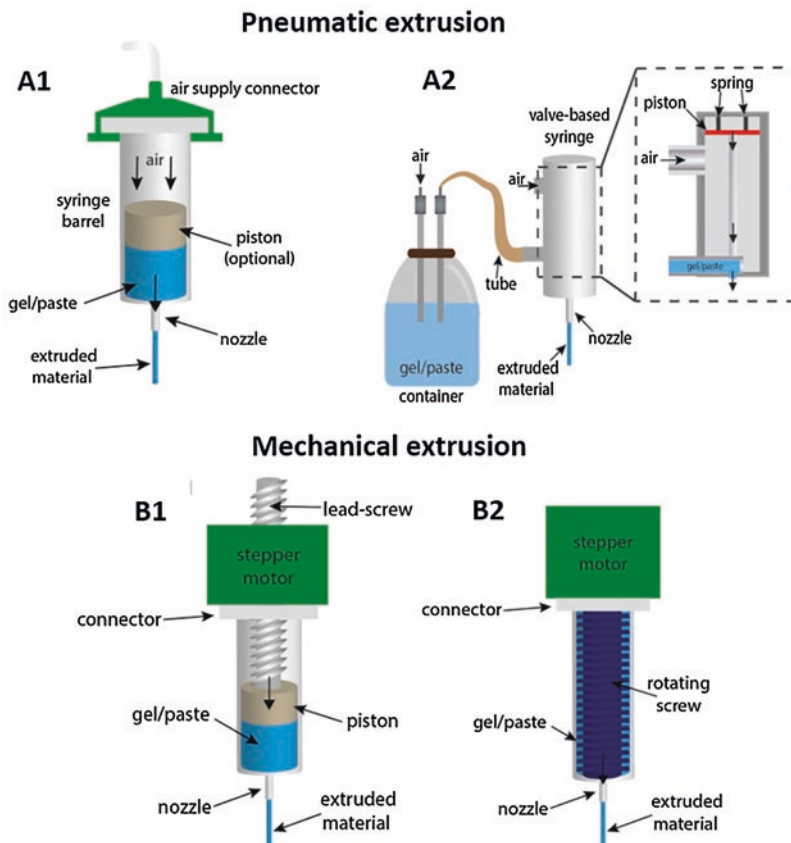 Pneumatic extrusion
A1
air supply connector
air
syringe
barrel
piston
(optional)
gel/paste
nozzle
extruded
material
A2
valve-based
syringe
air
air
tube
gel/paste
container
nozzle
extruded
material
spring
piston
air
gel/paste
Mechanical extrusion
B1
lead-screw
stepper
motor
connector
gel/paste
piston
nozzle
extruded
material
B2
stepper
motor
connector
rotating
screw
gel/paste
nozzle
extruded
material